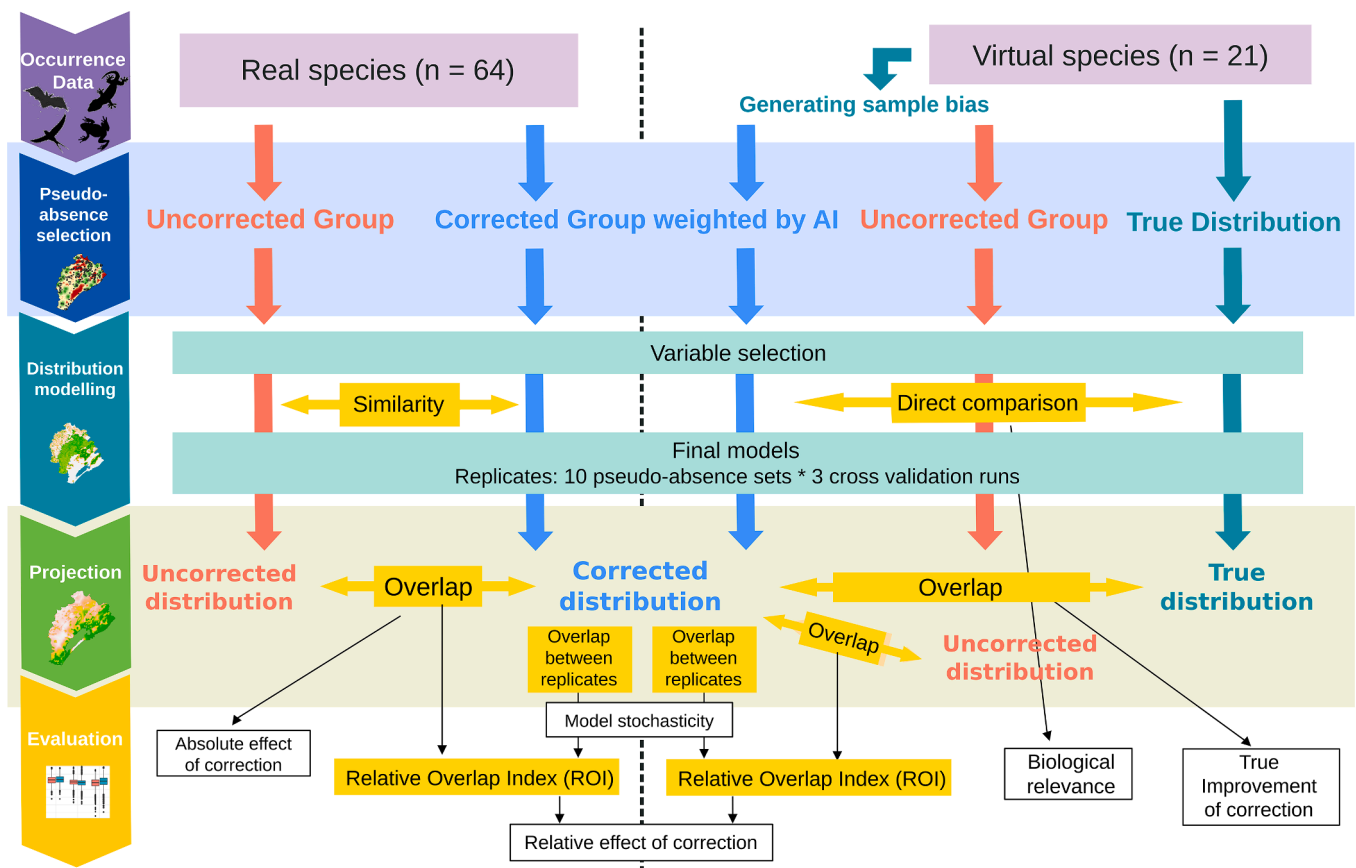 Occurrence
Data
Real species (n = 64)
Virtual species (n = 21)
Generating sample bias
Pseudo-
absence
selection
Uncorrected Group
Corrected Group weighted by AI
Uncorrected Group
True Distribution
Distribution
modelling
Variable selection
Similarity
Direct comparison
Final models
Replicates: 10 pseudo-absence sets * 3 cross validation runs
Projection
Uncorrected
distribution
Overlap
Corrected
distribution
Overlap
True
distribution
Overlap
between
replicates
Overlap
between
replicates
Overlap
Uncorrected
distribution
Evaluation
Absolute effect
of correction
Model stochasticity
Relative Overlap Index (ROI)
Relative Overlap Index (ROI)
Biological
relevance
True
Improvement
of correction
Relative effect of correction